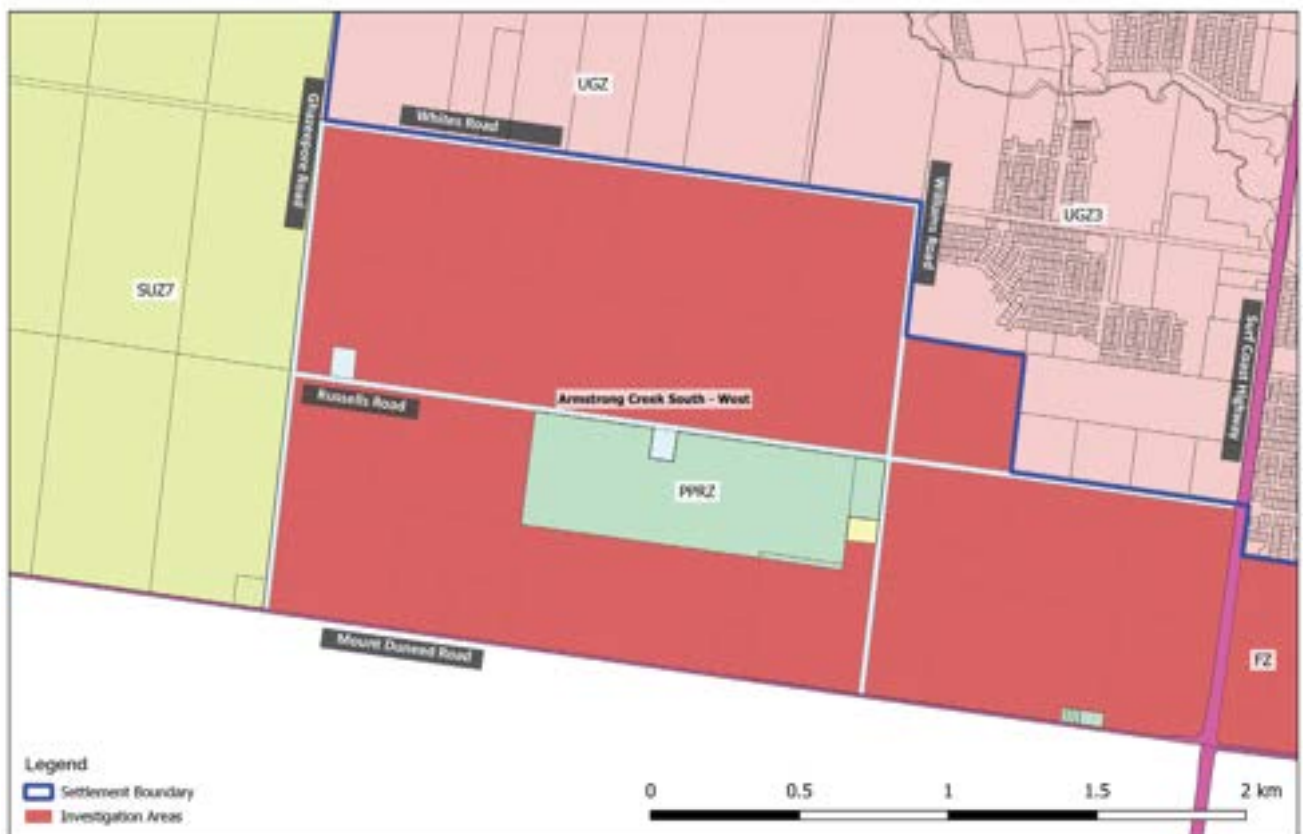 UGZ
Whites Road
Ghazeepore Road
Williams Road
UGZ3
SUZ7
Surf Coast Highway
Armstrong Creek South - West
Russells Road
PPRZ
Mount Duneed Road
FZ
Legend
Settlement Boundary
Investigation Areas
0 0.5 1 1.5 2 km